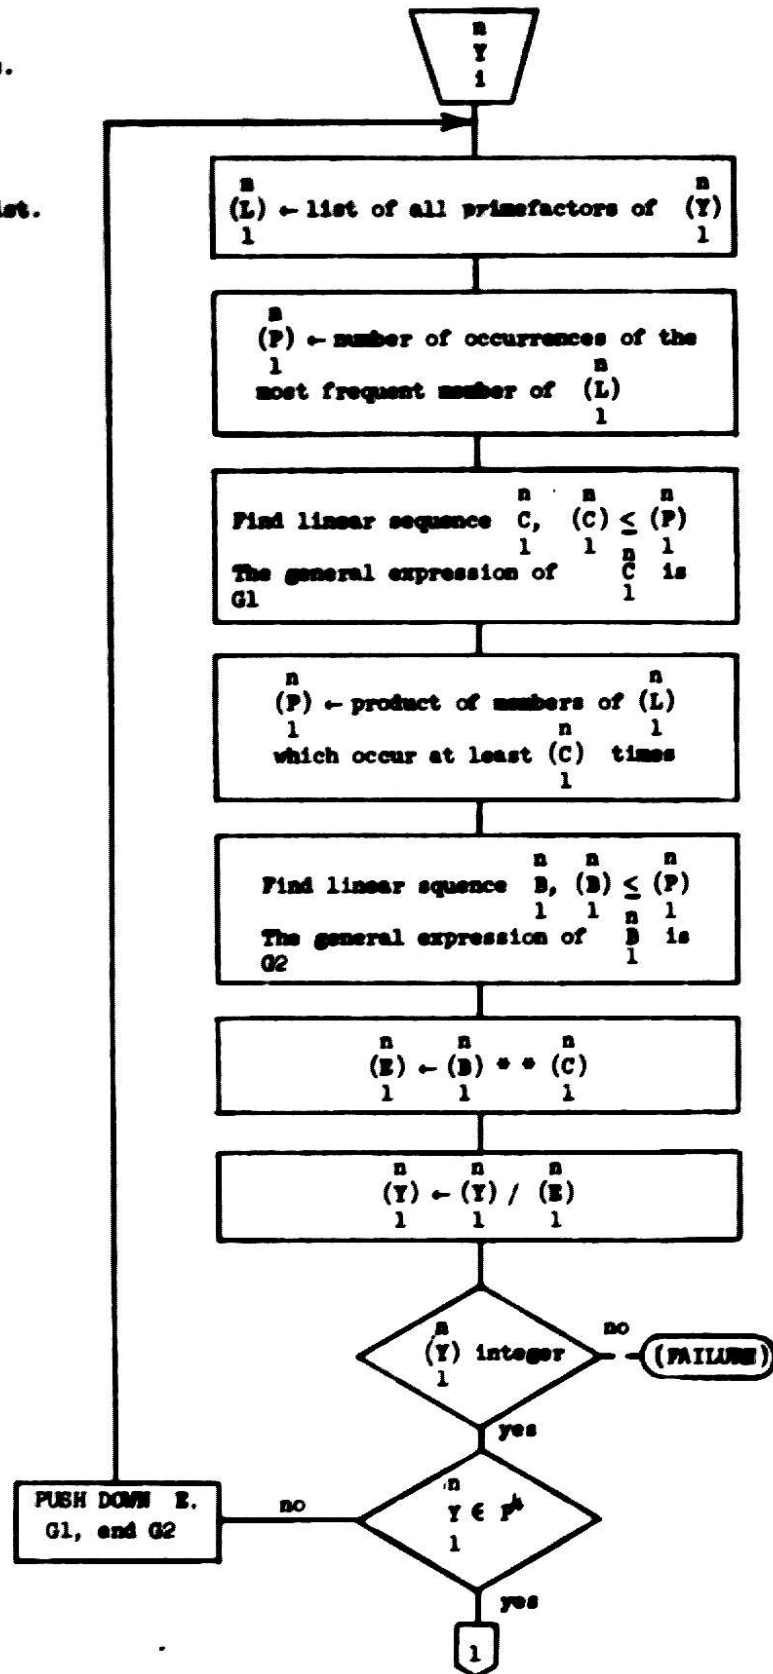 n
Y
1
.
ist.
n n
(L) ← list of all primefactors of (Y)
1 1
n
(P) ← number of occurrences of the
1 n
most frequent member of (L)
1
n n n
Find linear sequence C, (C) ≤ (P)
1 1 1
n
The general expression of C is
1
G1
n n
(P) ← product of members of (L)
1 n 1
which occur at least (C) times
1
n n n
Find linear squence B, (B) ≤ (P)
1 1 1
n
The general expression of B is
1
G2
n n n
(E) ← (B) * * (C)
1 1 1
n n n
(Y) ← (Y) / (E)
1 1 1
n
(Y) integer
1
no
(FAILURE)
yes
n
Y ∈ P
1
no
PUSH DOWN E.
G1, and G2
yes
1